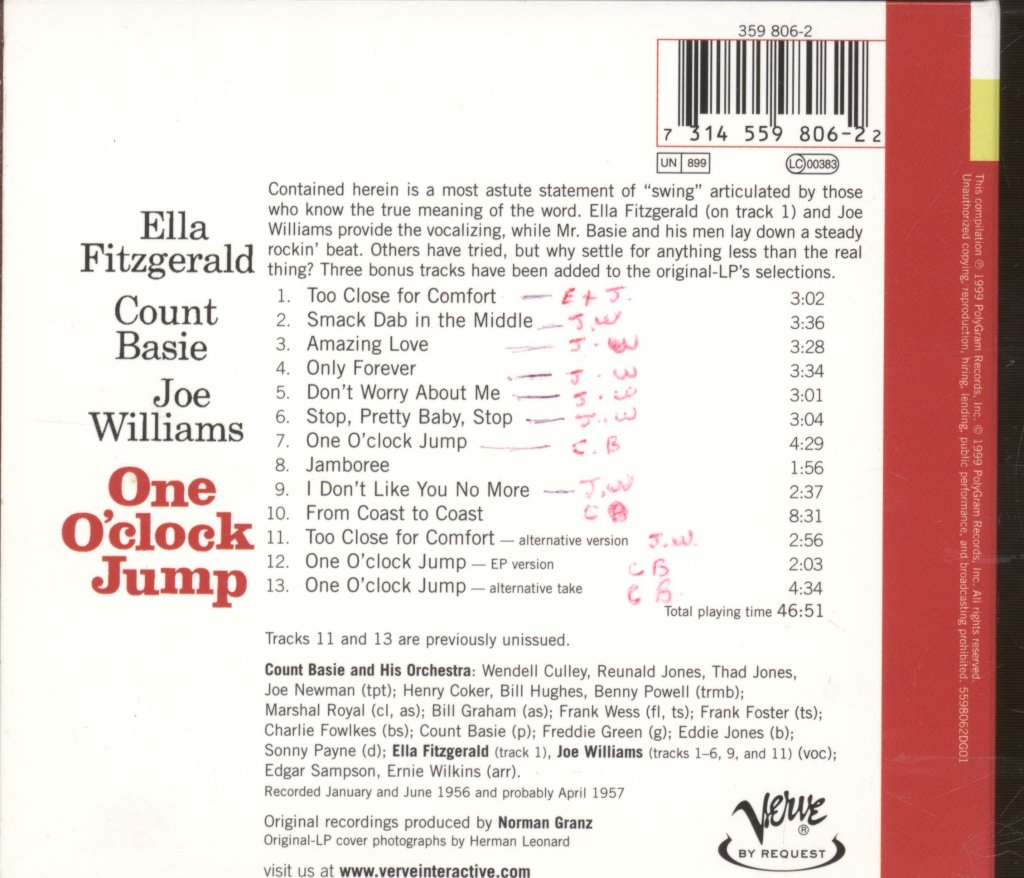 359 806-2
7 314 559 806-2 2
UN 899
LC 00383
Ella
Fitzgerald
Count
Basie
Joe
Williams
One
O'clock
Jump
Contained herein is a most astute statement of “swing” articulated by those
who know the true meaning of the word. Ella Fitzgerald (on track 1) and Joe
Williams provide the vocalizing, while Mr. Basie and his men lay down a steady
rockin’ beat. Others have tried, but why settle for anything less than the real
thing? Three bonus tracks have been added to the original-LP’s selections.
1. Too Close for Comfort — E + J. 3:02
2. Smack Dab in the Middle — J.W 3:36
3. Amazing Love — J.W 3:28
4. Only Forever — J.W 3:34
5. Don’t Worry About Me — J.W 3:01
6. Stop, Pretty Baby, Stop — J.W 3:04
7. One O’clock Jump — C.B 4:29
8. Jamboree 1:56
9. I Don’t Like You No More — J.W 2:37
10. From Coast to Coast C B 8:31
11. Too Close for Comfort — alternative version J.W. 2:56
12. One O’clock Jump — EP version C B 2:03
13. One O’clock Jump — alternative take C B. 4:34
Total playing time 46:51
Tracks 11 and 13 are previously unissued.
Count Basie and His Orchestra: Wendell Culley, Reunald Jones, Thad Jones,
Joe Newman (tpt); Henry Coker, Bill Hughes, Benny Powell (trmb);
Marshal Royal (cl, as); Bill Graham (as); Frank Wess (fl, ts); Frank Foster (ts);
Charlie Fowlkes (bs); Count Basie (p); Freddie Green (g); Eddie Jones (b);
Sonny Payne (d); Ella Fitzgerald (track 1), Joe Williams (tracks 1–6, 9, and 11) (voc);
Edgar Sampson, Ernie Wilkins (arr).
Recorded January and June 1956 and probably April 1957
Original recordings produced by Norman Granz
Original-LP cover photographs by Herman Leonard
visit us at www.verveinteractive.com
Verve ®
BY REQUEST
This compilation ℗ 1999 PolyGram Records, Inc. © 1999 PolyGram Records, Inc. All rights reserved.
Unauthorized copying, reproduction, hiring, lending, public performance, and broadcasting prohibited. 5598062DG01